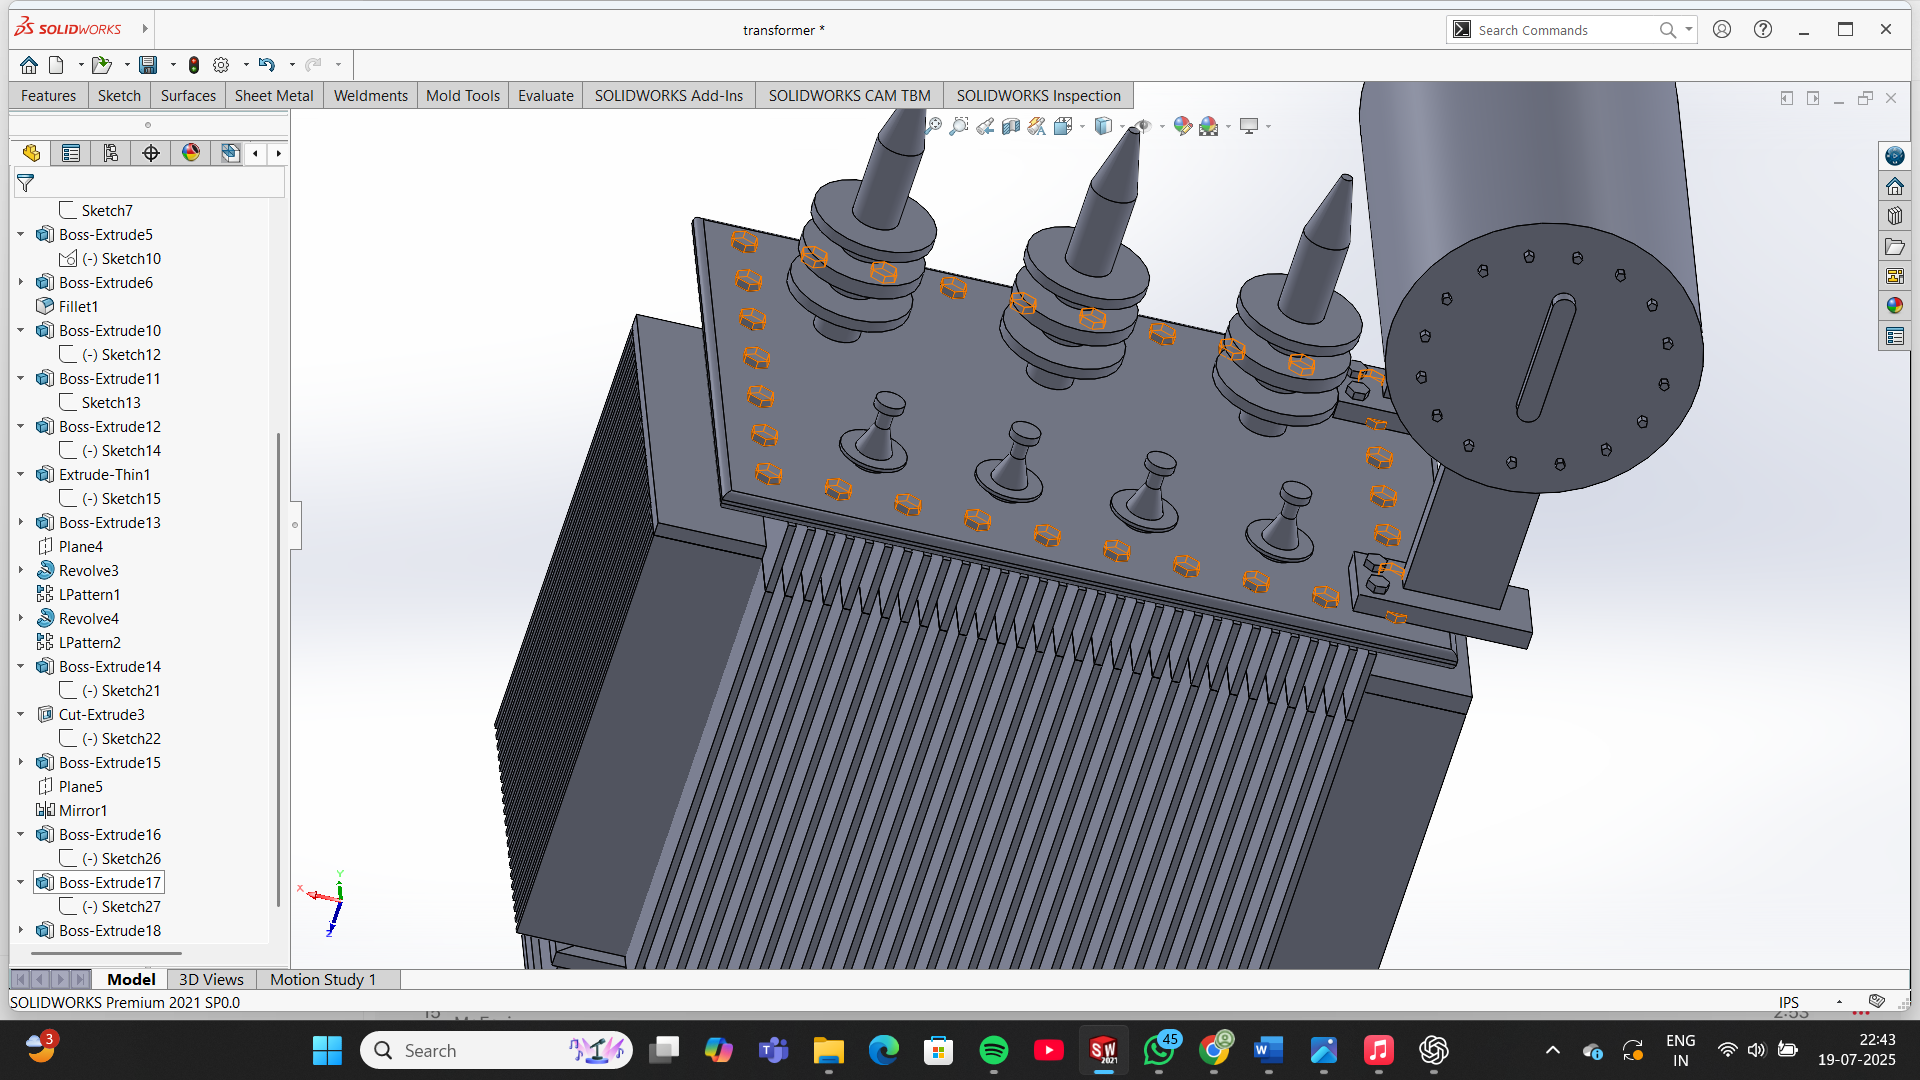 SOLIDWORKS
transformer *
Search Commands
Features
Sketch
Surfaces
Sheet Metal
Weldments
Mold Tools
Evaluate
SOLIDWORKS Add-Ins
SOLIDWORKS CAM TBM
SOLIDWORKS Inspection
Sketch7
Boss-Extrude5
(-) Sketch10
Boss-Extrude6
Fillet1
Boss-Extrude10
(-) Sketch12
Boss-Extrude11
Sketch13
Boss-Extrude12
(-) Sketch14
Extrude-Thin1
(-) Sketch15
Boss-Extrude13
Plane4
Revolve3
LPattern1
Revolve4
LPattern2
Boss-Extrude14
(-) Sketch21
Cut-Extrude3
(-) Sketch22
Boss-Extrude15
Plane5
Mirror1
Boss-Extrude16
(-) Sketch26
Boss-Extrude17
(-) Sketch27
Boss-Extrude18
Y
X
Z
Model
3D Views
Motion Study 1
SOLIDWORKS Premium 2021 SP0.0
IPS
3
Search
SW
2021
45
W
ENG
IN
22:43
19-07-2025